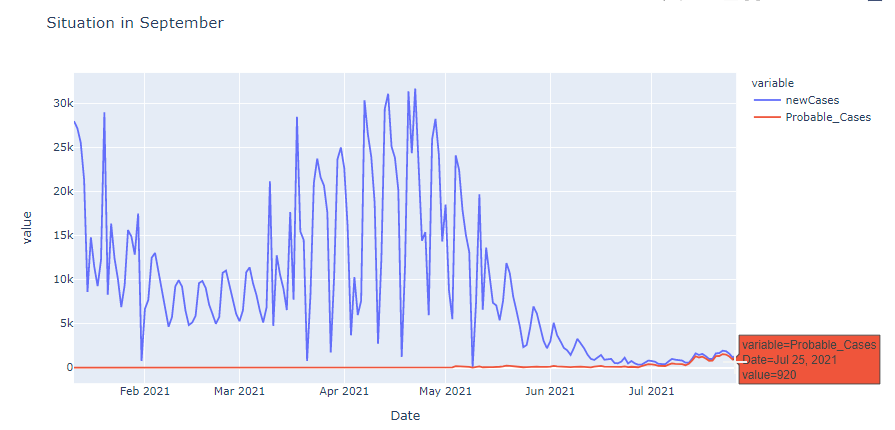 Situation in September
variable
newCases
Probable_Cases
30k
25k
20k
15k
10k
5k
0
value
Feb 2021
Mar 2021
Apr 2021
May 2021
Jun 2021
Jul 2021
Date
variable=Probable_Cases
Date=Jul 25, 2021
value=920